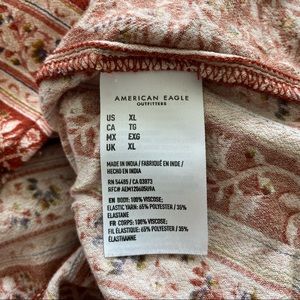 AMERICAN EAGLE
OUTFITTERS
US XL
CA TG
MX EXG
UK XL
MADE IN INDIA / FABRIQUÉ EN INDE /
HECHO EN INDIA
RN 54485 / CA 03073
RFC# AEM120605U9A
EN BODY: 100% VISCOSE;
ELASTIC YARN: 65% POLYESTER / 35%
ELASTANE
FR CORPS: 100% VISCOSE;
FIL ÉLASTIQUE: 65% POLYESTER / 35%
ÉLASTHANNE